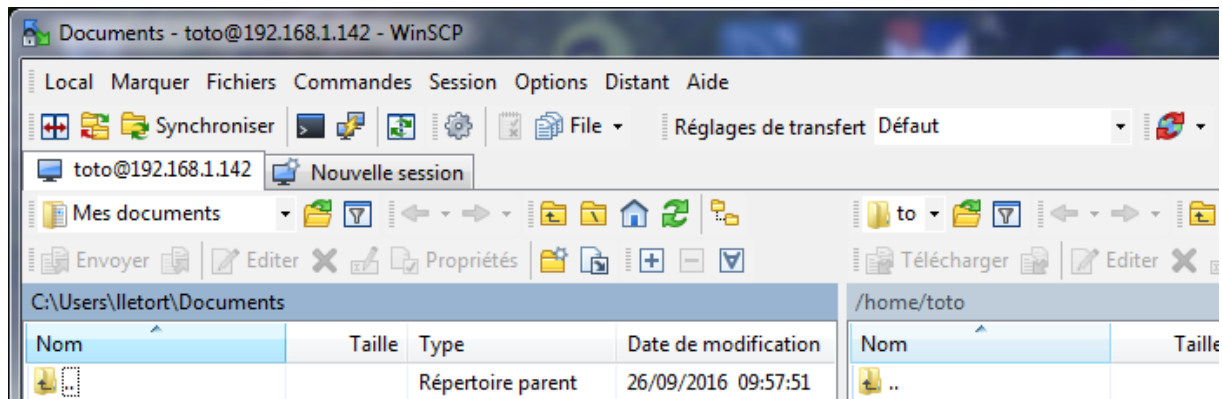 Documents - toto@192.168.1.142 - WinSCP
Local Marquer Fichiers Commandes Session Options Distant Aide
Synchroniser File Réglages de transfert Défaut
toto@192.168.1.142 Nouvelle session
Mes documents to
Envoyer Editer Propriétés Télécharger Editer
C:\Users\lletort\Documents /home/toto
Nom Taille Type Date de modification Nom Taille
.. Répertoire parent 26/09/2016 09:57:51 ..